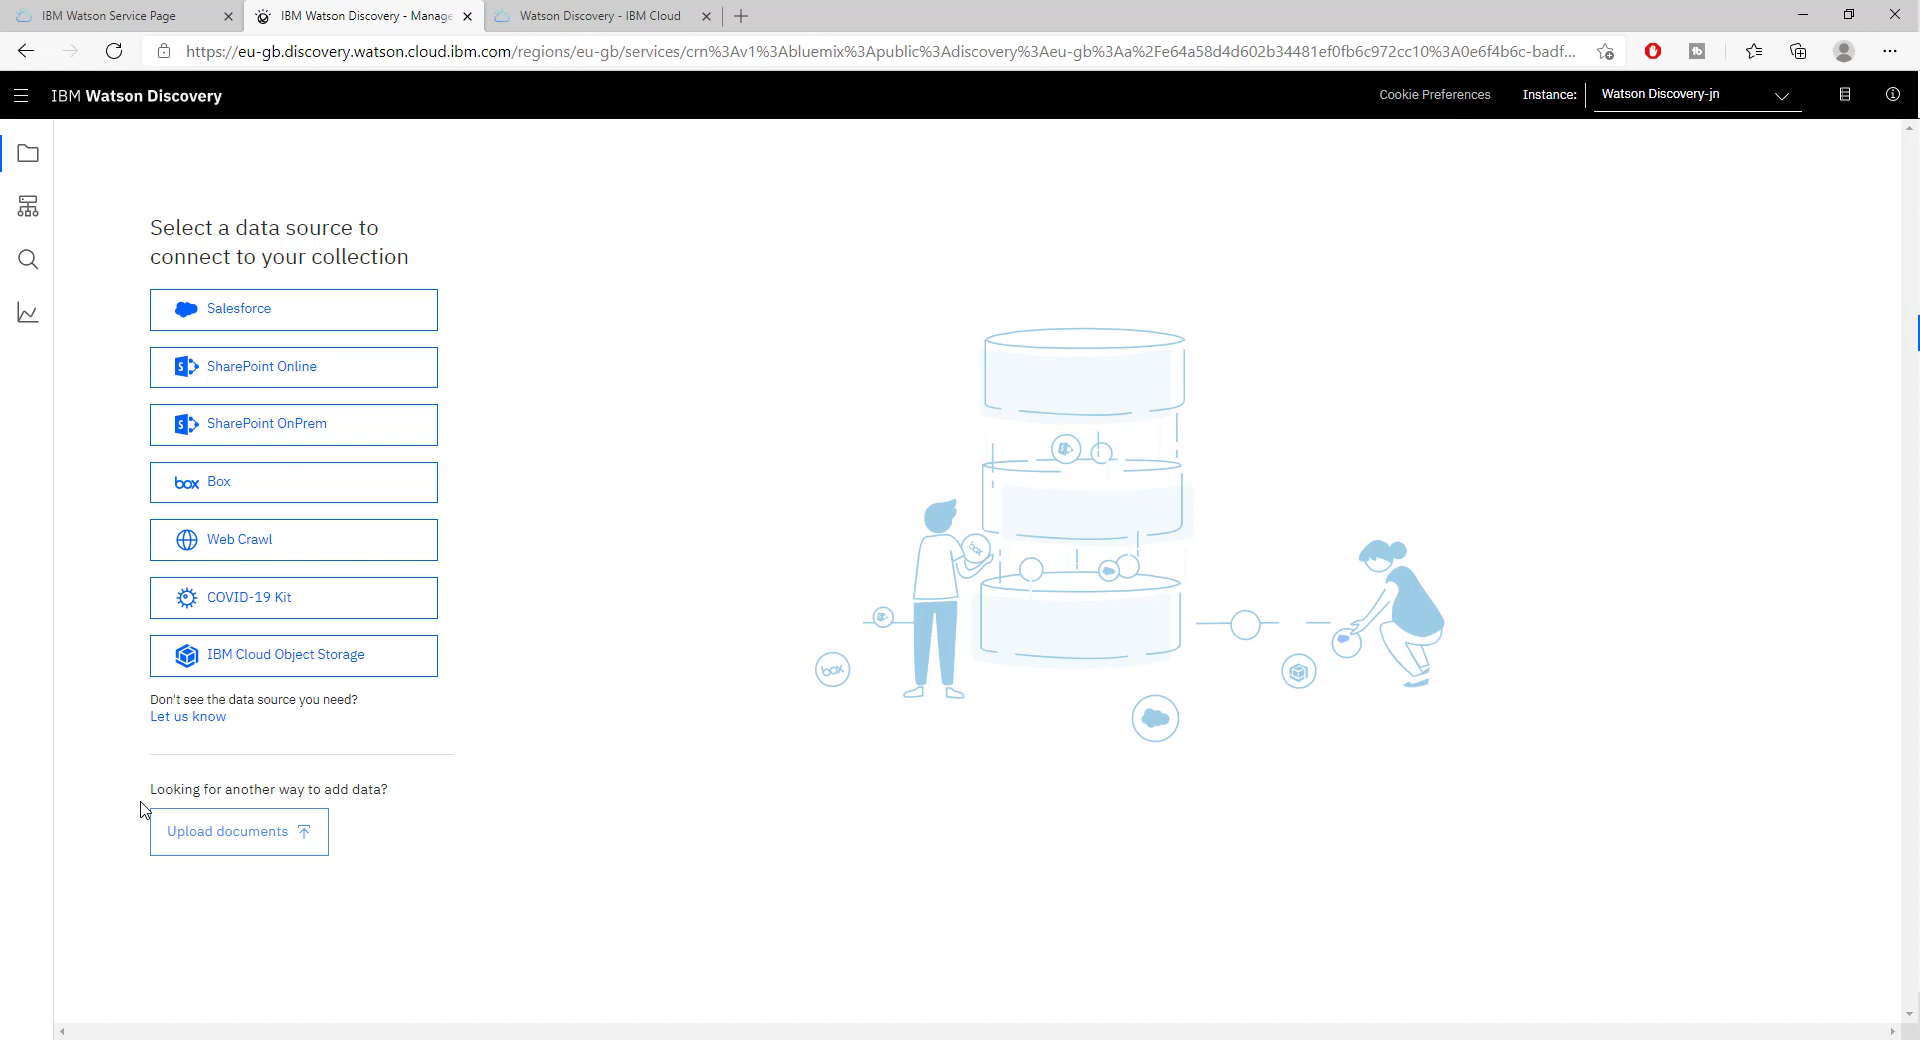 IBM Watson Service Page
IBM Watson Discovery - Manage
Watson Discovery - IBM Cloud
https://eu-gb.discovery.watson.cloud.ibm.com/regions/eu-gb/services/crn%3Av1%3Abluemix%3Apublic%3Adiscovery%3Aeu-gb%3Aa%2Fe64a58d4d602b34481ef0fb6c972cc10%3A0e6f4b6c-badf...
IBM Watson Discovery
Cookie Preferences
Instance:
Watson Discovery-jn
Select a data source to
connect to your collection
Salesforce
SharePoint Online
SharePoint OnPrem
box Box
Web Crawl
COVID-19 Kit
IBM Cloud Object Storage
Don't see the data source you need?
Let us know
Looking for another way to add data?
Upload documents
box
box